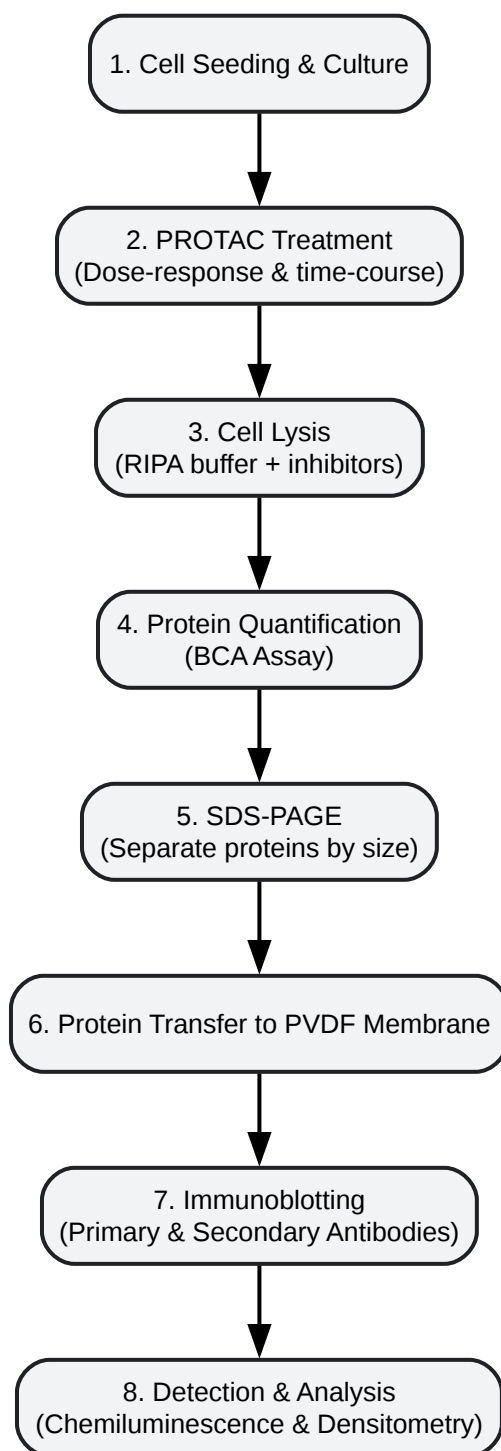 1. Cell Seeding & Culture
2. PROTAC Treatment
(Dose-response & time-course)
3. Cell Lysis
(RIPA buffer + inhibitors)
4. Protein Quantification
(BCA Assay)
5. SDS-PAGE
(Separate proteins by size)
6. Protein Transfer to PVDF Membrane
7. Immunoblotting
(Primary & Secondary Antibodies)
8. Detection & Analysis
(Chemiluminescence & Densitometry)